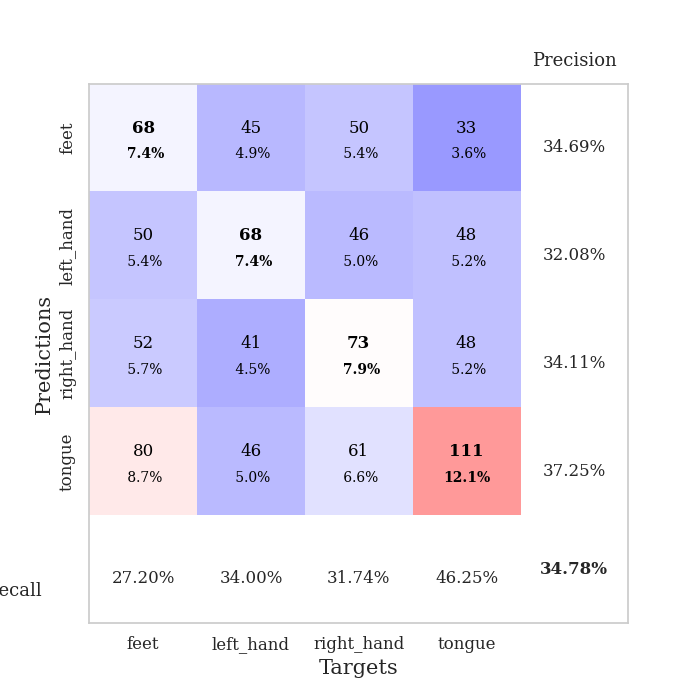 Precision
feet
68 45 50 33
7.4% 4.9% 5.4% 3.6%
34.69%
left_hand
50 68 46 48
5.4% 7.4% 5.0% 5.2%
32.08%
Predictions
right_hand
52 41 73 48
5.7% 4.5% 7.9% 5.2%
34.11%
tongue
80 46 61 111
8.7% 5.0% 6.6% 12.1%
37.25%
ecall
27.20% 34.00% 31.74% 46.25% 34.78%
feet left_hand right_hand tongue
Targets